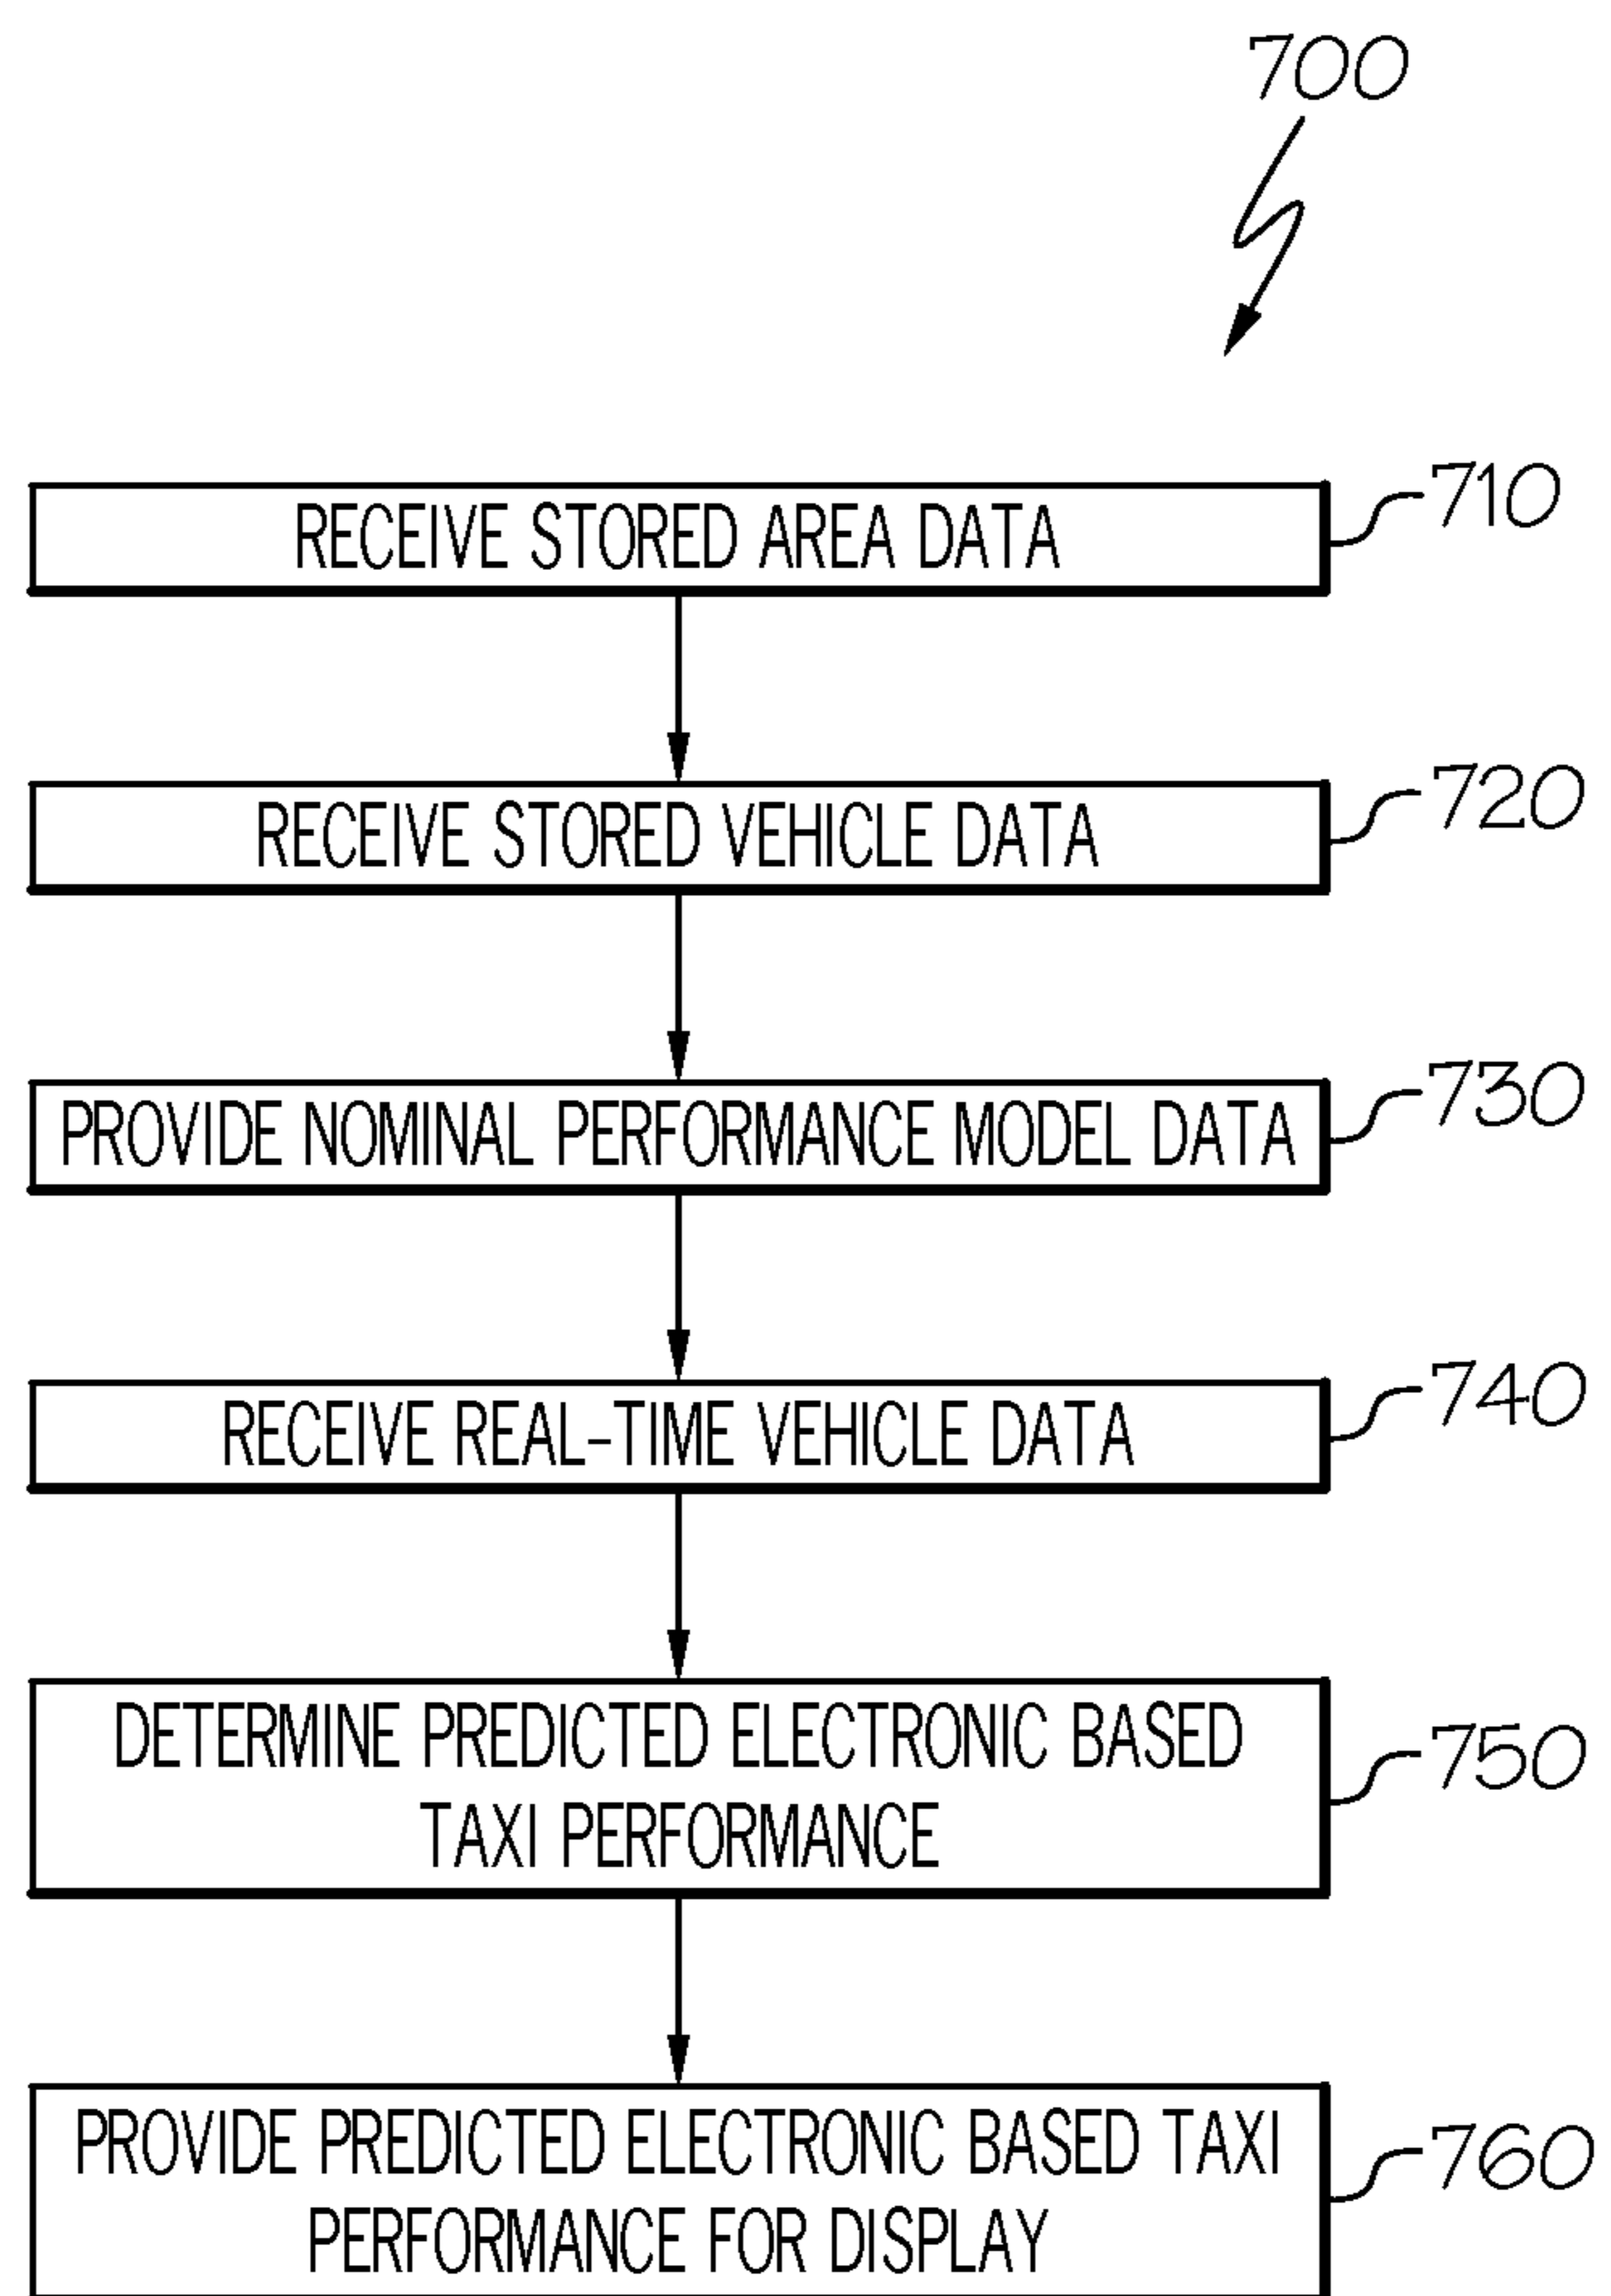 700
RECEIVE STORED AREA DATA
710
RECEIVE STORED VEHICLE DATA
720
PROVIDE NOMINAL PERFORMANCE MODEL DATA
730
RECEIVE REAL-TIME VEHICLE DATA
740
DETERMINE PREDICTED ELECTRONIC BASED
TAXI PERFORMANCE
750
PROVIDE PREDICTED ELECTRONIC BASED TAXI
PERFORMANCE FOR DISPLAY
760